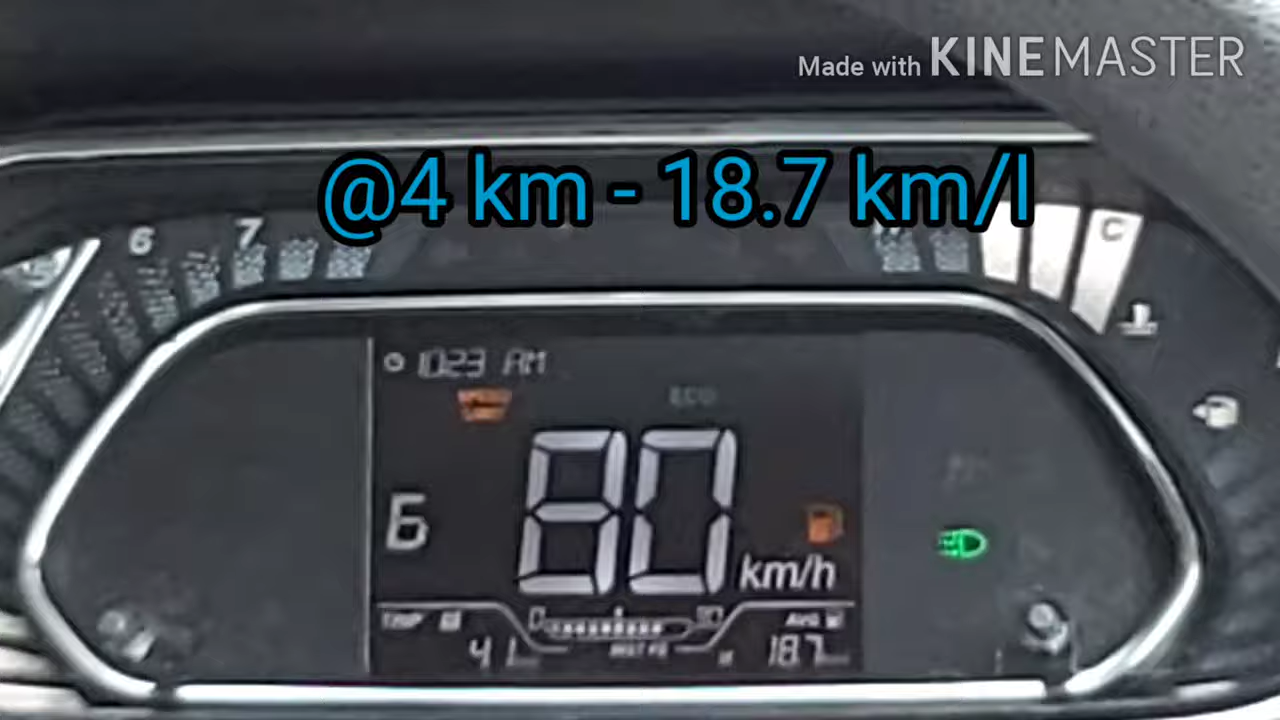 Made with KINEMASTER
@4 km - 18.7 km/l
6
7
C
10:23 AM
ECO
6
80
km/h
TRIP
AVG
4.1
18.7